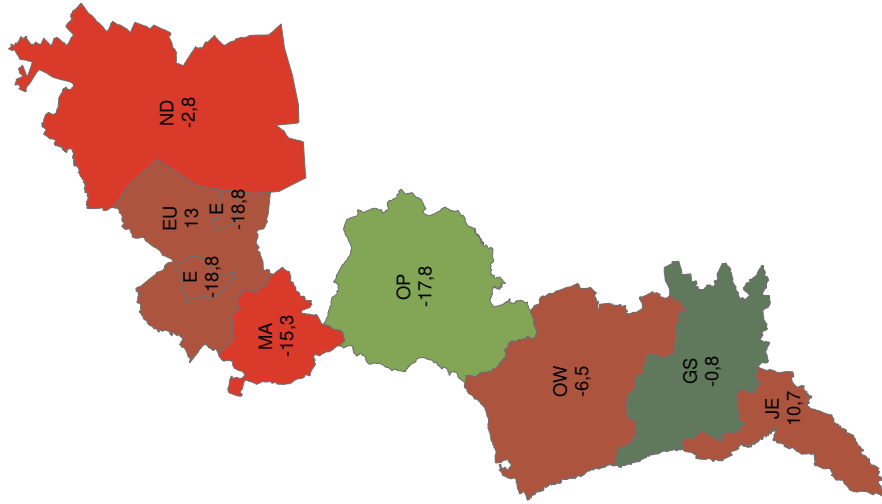 ND
-2,8
EU
13
E
-18,8
E
-18,8
MA
-15,3
OP
-17,8
OW
-6,5
GS
-0,8
JE
10,7